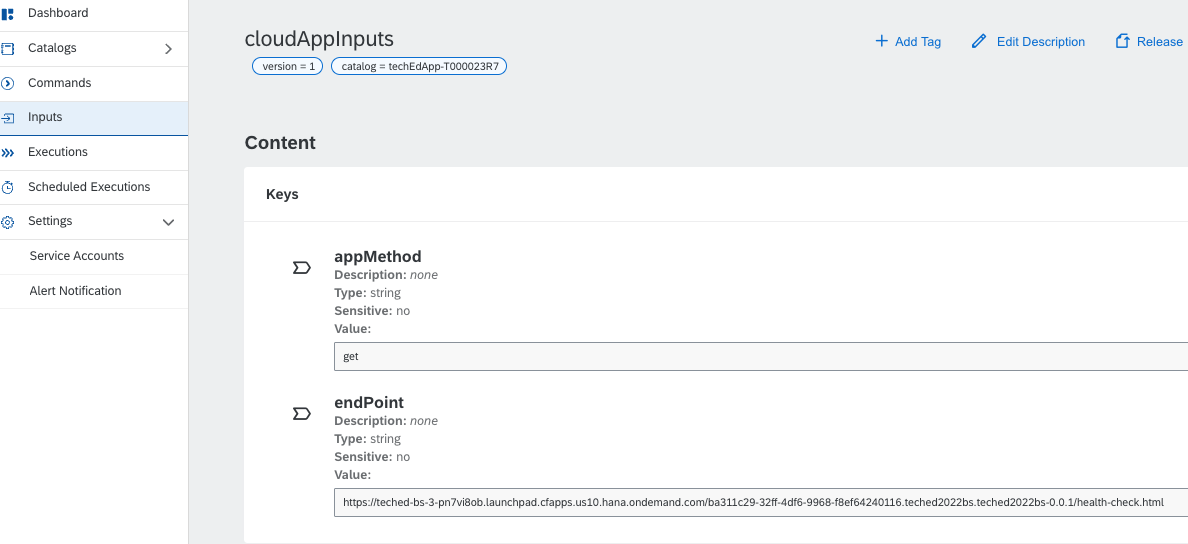 Dashboard
Catalogs
Commands
Inputs
Executions
Scheduled Executions
Settings
Service Accounts
Alert Notification
cloudAppInputs
Add Tag
Edit Description
Release
version = 1
catalog = techEdApp-T000023R7
Content
Keys
appMethod
Description: none
Type: string
Sensitive: no
Value:
get
endPoint
Description: none
Type: string
Sensitive: no
Value:
https://teched-bs-3-pn7vi8ob.launchpad.cfapps.us10.hana.ondemand.com/ba311c29-32ff-4df6-9968-f8ef64240116.teched2022bs.teched2022bs-0.0.1/health-check.html